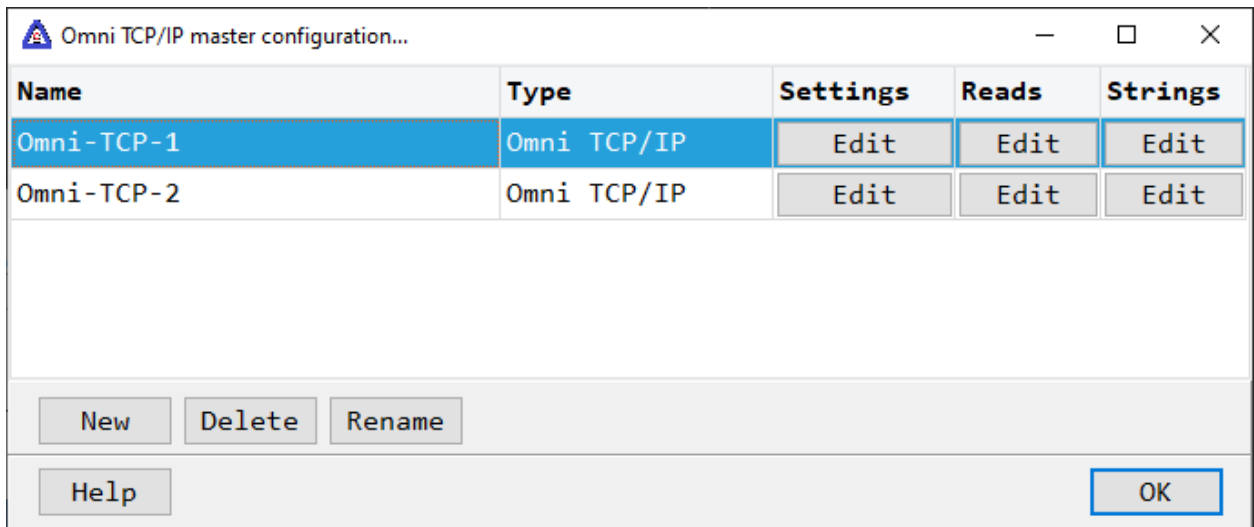 Omni TCP/IP master configuration...
Name Type Settings Reads Strings
Omni-TCP-1 Omni TCP/IP Edit Edit Edit
Omni-TCP-2 Omni TCP/IP Edit Edit Edit
New Delete Rename
Help OK